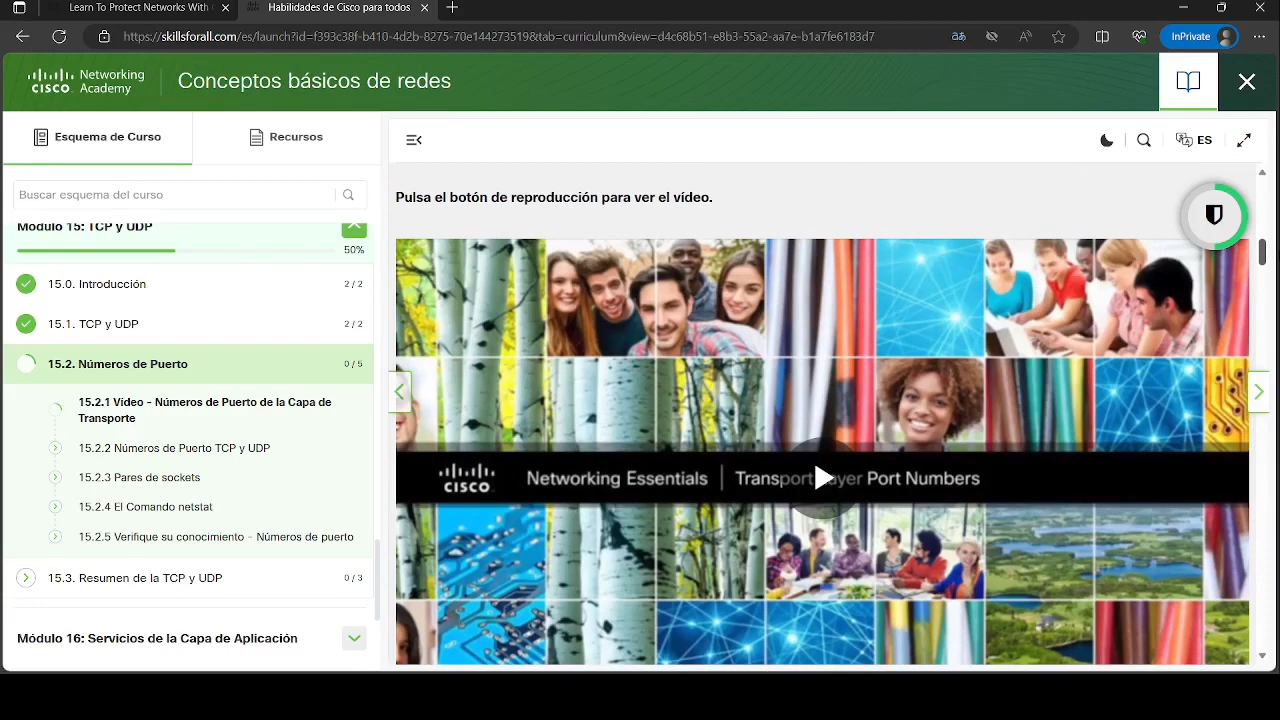 Learn To Protect Networks With
Habilidades de Cisco para todos
https://skillsforall.com/es/launch?id=f393c38f-b410-4d2b-8275-70e144273519&tab=curriculum&view=d4c68b51-e8b3-55a2-aa7e-b1a7fe6183d7
InPrivate
CISCO
Networking
Academy
Conceptos básicos de redes
Esquema de Curso
Recursos
ES
Buscar esquema del curso
Pulsa el botón de reproducción para ver el vídeo.
Módulo 15: TCP y UDP
50%
15.0. Introducción
2 / 2
15.1. TCP y UDP
2 / 2
15.2. Números de Puerto
0 / 5
15.2.1 Vídeo - Números de Puerto de la Capa de
Transporte
15.2.2 Números de Puerto TCP y UDP
15.2.3 Pares de sockets
15.2.4 El Comando netstat
15.2.5 Verifique su conocimiento - Números de puerto
15.3. Resumen de la TCP y UDP
0 / 3
Módulo 16: Servicios de la Capa de Aplicación
CISCO
Networking Essentials | Transport Layer Port Numbers